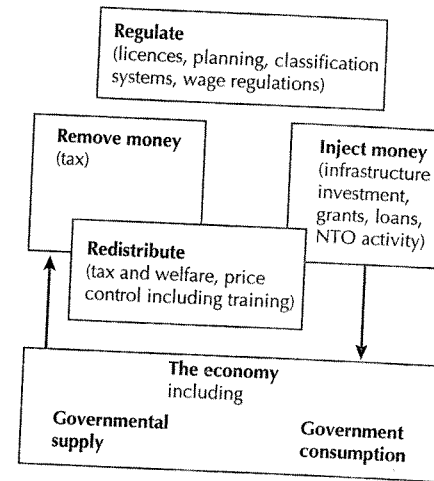 Regulate
(licences, planning, classification
systems, wage regulations)
Remove money
(tax)
Inject money
(infrastructure
investment,
grants, loans,
NTO activity)
Redistribute
(tax and welfare, price
control including training)
The economy
including
Governmental
supply
Government
consumption